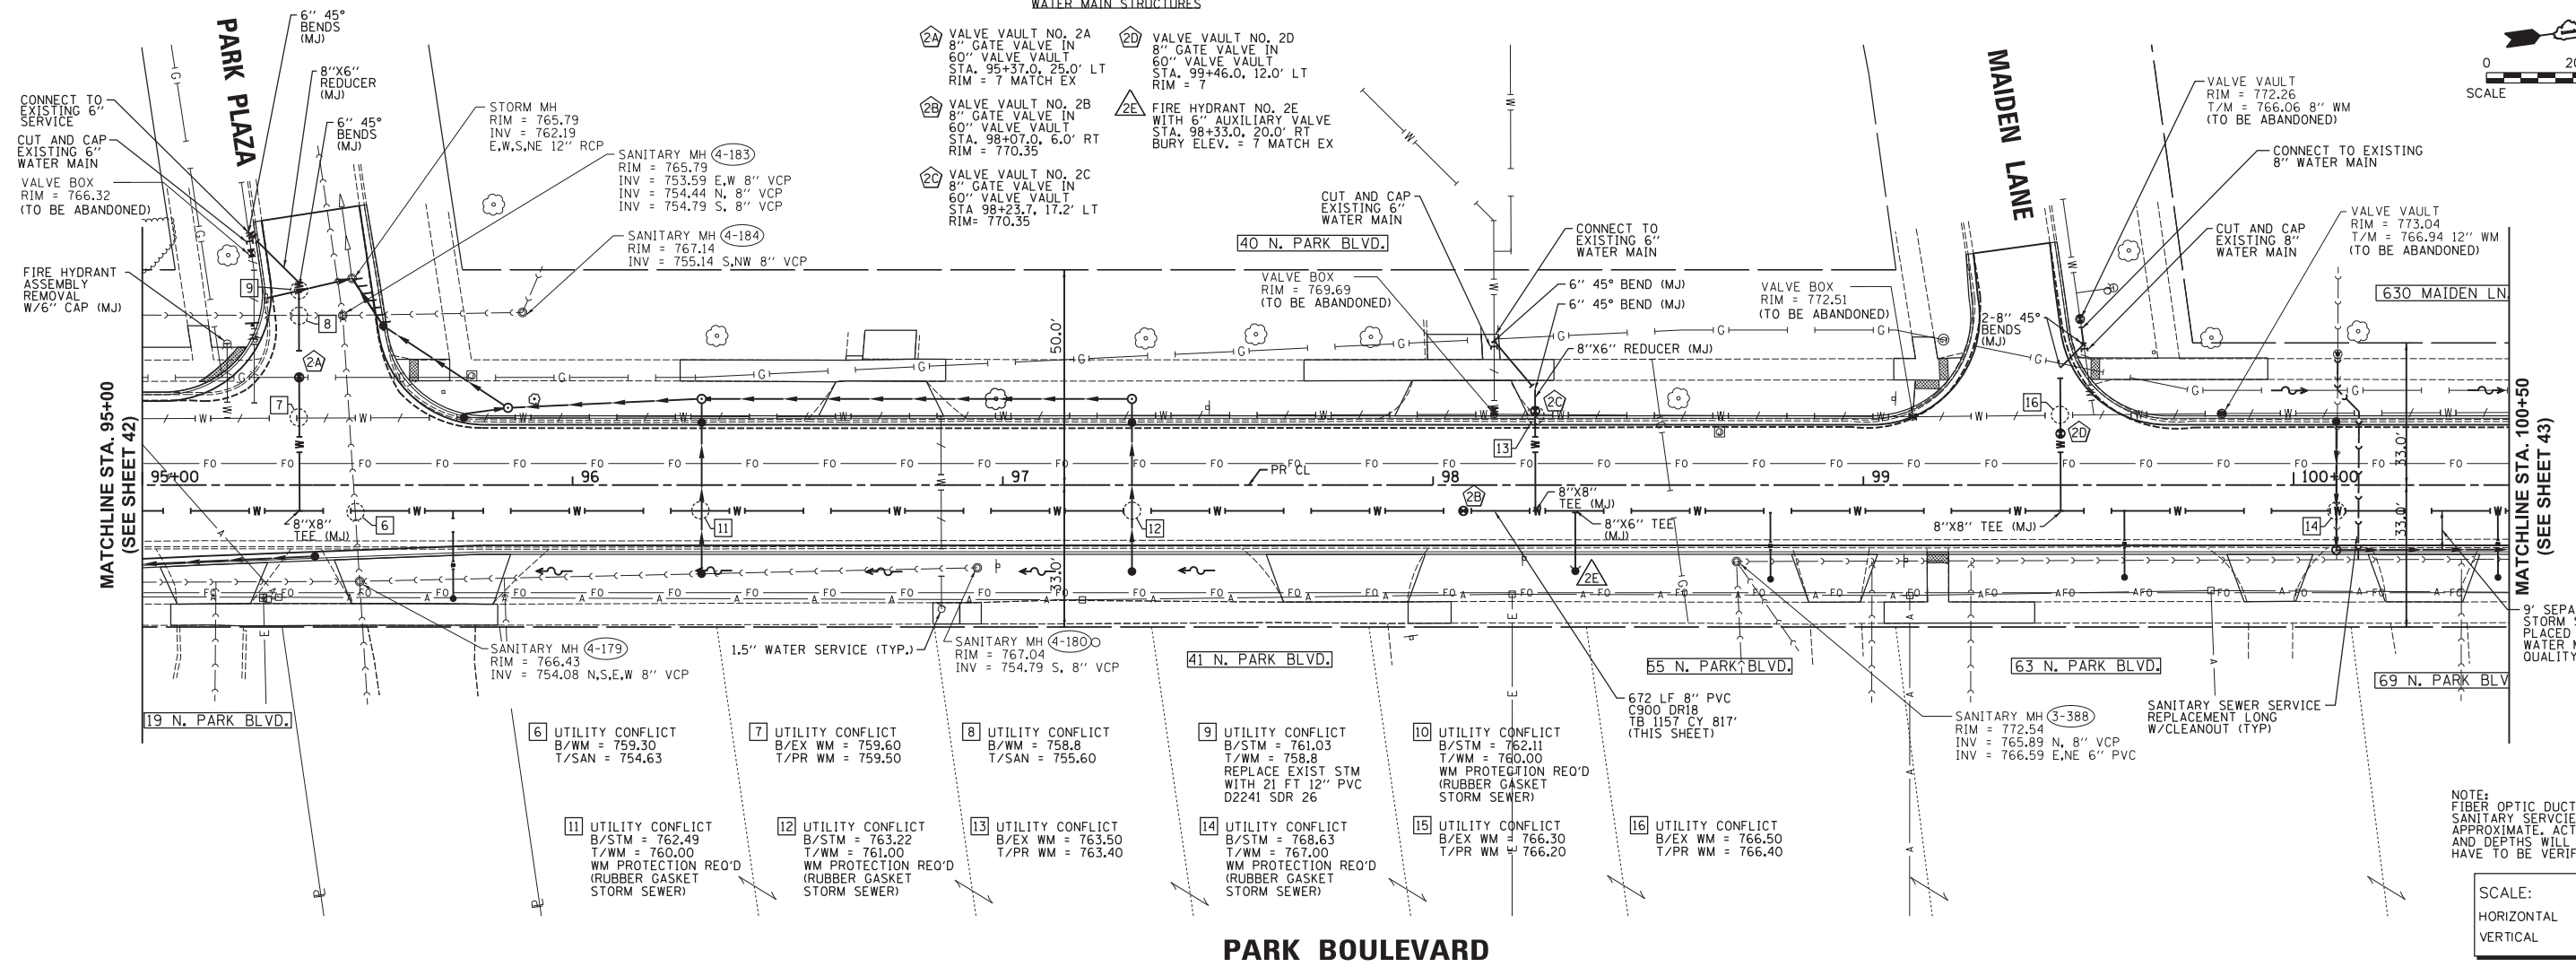 WATER MAIN STRUCTURES
2A VALVE VAULT NO. 2A
8" GATE VALVE IN
60" VALVE VAULT
STA. 95+37.0, 25.0' LT
RIM = 7 MATCH EX
2B VALVE VAULT NO. 2B
8" GATE VALVE IN
60" VALVE VAULT
STA. 98+07.0, 6.0' RT
RIM = 770.35
2C VALVE VAULT NO. 2C
8" GATE VALVE IN
60" VALVE VAULT
STA 98+23.7, 17.2' LT
RIM= 770.35
2D VALVE VAULT NO. 2D
8" GATE VALVE IN
60" VALVE VAULT
STA. 99+46.0, 12.0' LT
RIM = 7
2E FIRE HYDRANT NO. 2E
WITH 6" AUXILIARY VALVE
STA. 98+33.0, 20.0' RT
BURY ELEV. = 7 MATCH EX
0
SCALE
PARK PLAZA
MAIDEN LANE
6" 45°
BENDS
(MJ)
8"X6"
REDUCER
(MJ)
6" 45°
BENDS
(MJ)
CONNECT TO
EXISTING 6"
SERVICE
CUT AND CAP
EXISTING 6"
WATER MAIN
VALVE BOX
RIM = 766.32
(TO BE ABANDONED)
FIRE HYDRANT
ASSEMBLY
REMOVAL
W/6" CAP (MJ)
STORM MH
RIM = 765.79
INV = 762.19
E,W,S,NE 12" RCP
SANITARY MH 4-183
RIM = 765.79
INV = 753.59 E,W 8" VCP
INV = 754.44 N, 8" VCP
INV = 754.79 S, 8" VCP
SANITARY MH 4-184
RIM = 767.14
INV = 755.14 S,NW 8" VCP
40 N. PARK BLVD.
CUT AND CAP
EXISTING 6"
WATER MAIN
CONNECT TO
EXISTING 6"
WATER MAIN
VALVE BOX
RIM = 769.69
(TO BE ABANDONED)
6" 45° BEND (MJ)
6" 45° BEND (MJ)
8"X6" REDUCER (MJ)
VALVE BOX
RIM = 772.51
(TO BE ABANDONED)
2-8" 45°
BENDS
(MJ)
VALVE VAULT
RIM = 772.26
T/M = 766.06 8" WM
(TO BE ABANDONED)
CONNECT TO EXISTING
8" WATER MAIN
CUT AND CAP
EXISTING 8"
WATER MAIN
VALVE VAULT
RIM = 773.04
T/M = 766.94 12" WM
(TO BE ABANDONED)
630 MAIDEN LN.
50.0'
33.0'
33.0'
33.0'
9
8
2A
7
2C
13
16
2D
MATCHLINE STA. 95+00
(SEE SHEET 42)
MATCHLINE STA. 100+50
(SEE SHEET 43)
95+00
96
97
98
99
100+00
PR CL
8"X8"
TEE (MJ)
6
11
12
2B
8"X8"
TEE (MJ)
8"X6" TEE
(MJ)
8"X8" TEE (MJ)
14
2E
SANITARY MH 4-179
RIM = 766.43
INV = 754.08 N,S,E,W 8" VCP
1.5" WATER SERVICE (TYP.)
SANITARY MH 4-180
RIM = 767.04
INV = 754.79 S, 8" VCP
19 N. PARK BLVD.
41 N. PARK BLVD.
55 N. PARK BLVD.
63 N. PARK BLVD.
69 N. PARK BLV
672 LF 8" PVC
C900 DR18
TB 1157 CY 817'
(THIS SHEET)
SANITARY MH 3-388
RIM = 772.54
INV = 765.89 N, 8" VCP
INV = 766.59 E,NE 6" PVC
SANITARY SEWER SERVICE
REPLACEMENT LONG
W/CLEANOUT (TYP)
9' SEPA
STORM S
PLACED
WATER M
QUALITY
6 UTILITY CONFLICT
B/WM = 759.30
T/SAN = 754.63
7 UTILITY CONFLICT
B/EX WM = 759.60
T/PR WM = 759.50
8 UTILITY CONFLICT
B/WM = 758.8
T/SAN = 755.60
9 UTILITY CONFLICT
B/STM = 761.03
T/WM = 758.8
REPLACE EXIST STM
WITH 21 FT 12" PVC
D2241 SDR 26
10 UTILITY CONFLICT
B/STM = 762.11
T/WM = 760.00
WM PROTECTION REQ'D
(RUBBER GASKET
STORM SEWER)
11 UTILITY CONFLICT
B/STM = 762.49
T/WM = 760.00
WM PROTECTION REQ'D
(RUBBER GASKET
STORM SEWER)
12 UTILITY CONFLICT
B/STM = 763.22
T/WM = 761.00
WM PROTECTION REQ'D
(RUBBER GASKET
STORM SEWER)
13 UTILITY CONFLICT
B/EX WM = 763.50
T/PR WM = 763.40
14 UTILITY CONFLICT
B/STM = 768.63
T/WM = 767.00
WM PROTECTION REQ'D
(RUBBER GASKET
STORM SEWER)
15 UTILITY CONFLICT
B/EX WM = 766.30
T/PR WM = 766.20
16 UTILITY CONFLICT
B/EX WM = 766.50
T/PR WM = 766.40
NOTE:
FIBER OPTIC DUCT
SANITARY SERVCIE
APPROXIMATE. ACT
AND DEPTHS WILL
HAVE TO BE VERIF
SCALE:
HORIZONTAL
VERTICAL
PARK BOULEVARD